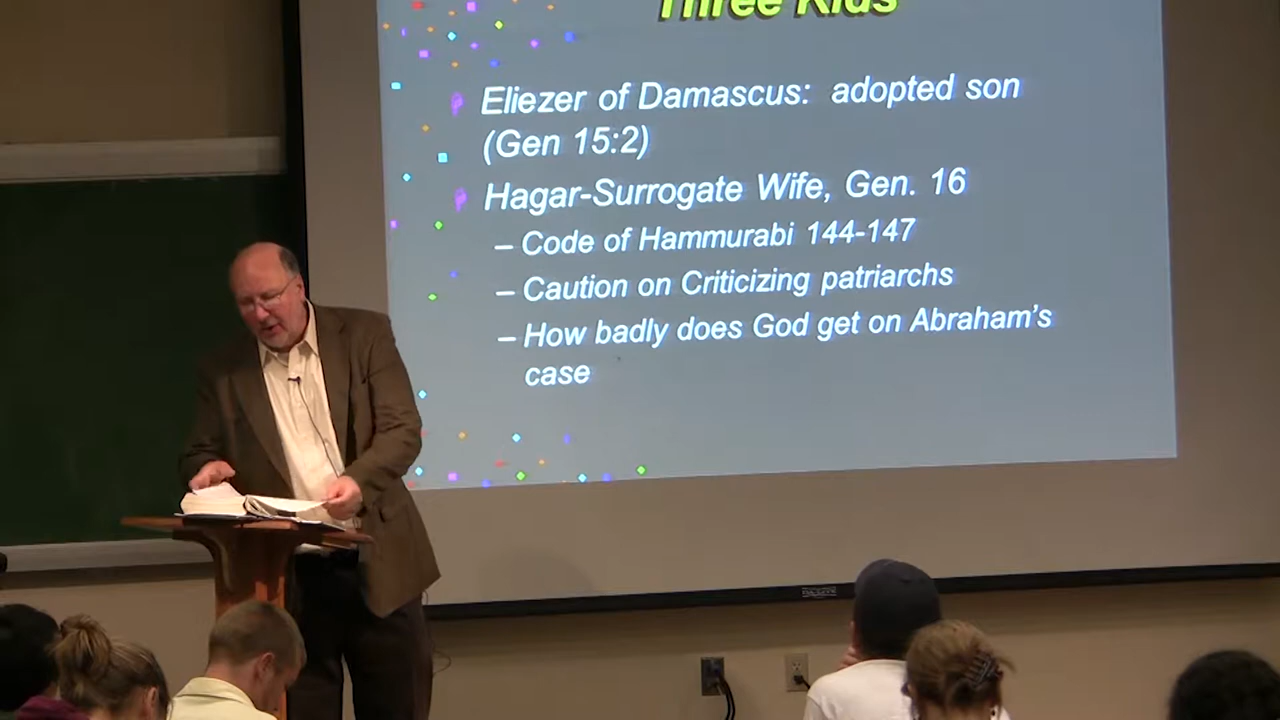 Three Kids
Eliezer of Damascus: adopted son
(Gen 15:2)
Hagar-Surrogate Wife, Gen. 16
– Code of Hammurabi 144-147
– Caution on Criticizing patriarchs
– How badly does God get on Abraham's
case